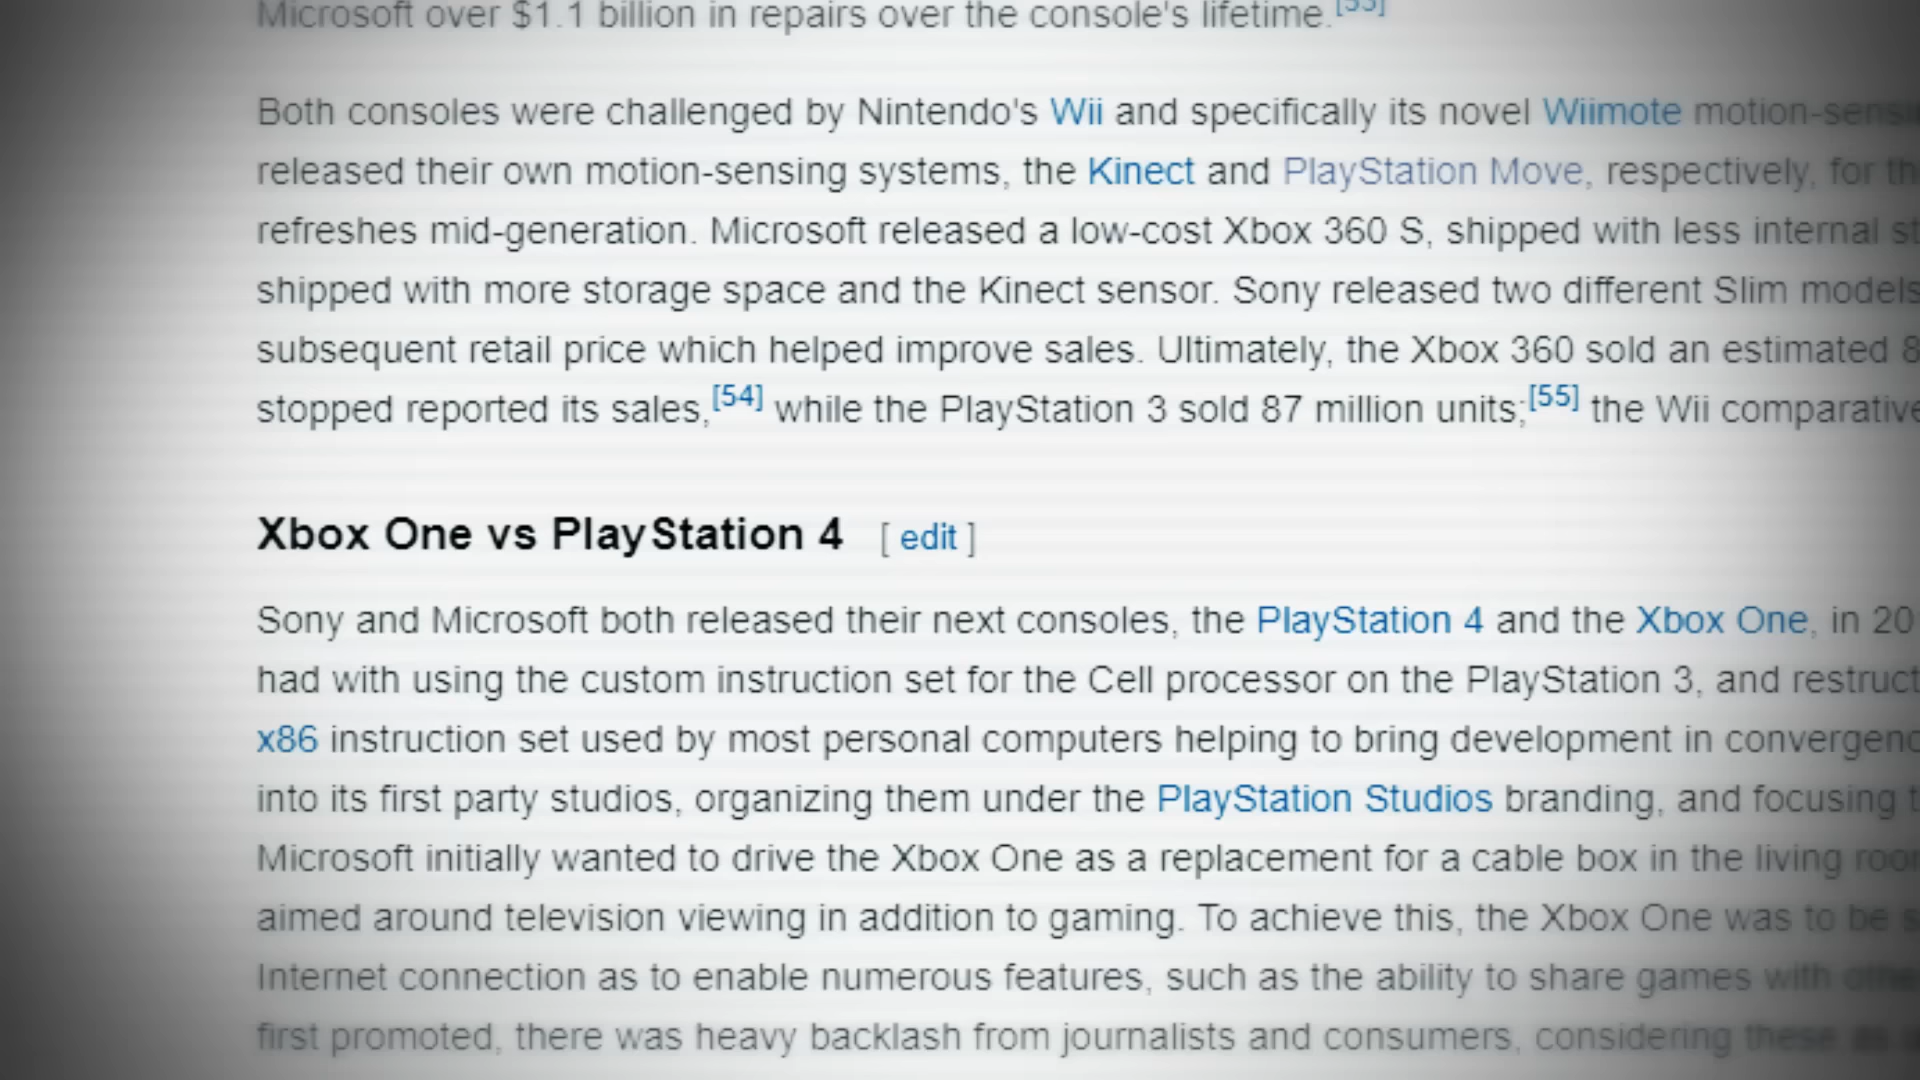 Microsoft over $1.1 billion in repairs over the console's lifetime.[53]
Both consoles were challenged by Nintendo's Wii and specifically its novel Wiimote
released their own motion-sensing systems, the Kinect and PlayStation Move, respectively, for
refreshes mid-generation. Microsoft released a low-cost Xbox 360 S, shipped with less internal
shipped with more storage space and the Kinect sensor. Sony released two different Slim models
subsequent retail price which helped improve sales. Ultimately, the Xbox 360 sold an estimated
stopped reported its sales,[54] while the PlayStation 3 sold 87 million units;[55] the Wii
Xbox One vs PlayStation 4 [ edit ]
Sony and Microsoft both released their next consoles, the PlayStation 4 and the Xbox One, in
had with using the custom instruction set for the Cell processor on the PlayStation 3, and
x86 instruction set used by most personal computers helping to bring development in
into its first party studios, organizing them under the PlayStation Studios branding, and focusing
Microsoft initially wanted to drive the Xbox One as a replacement for a cable box in the living
aimed around television viewing in addition to gaming. To achieve this, the Xbox One was to be
Internet connection as to enable numerous features, such as the ability to share games with
first promoted, there was heavy backlash from journalists and consumers, considering these